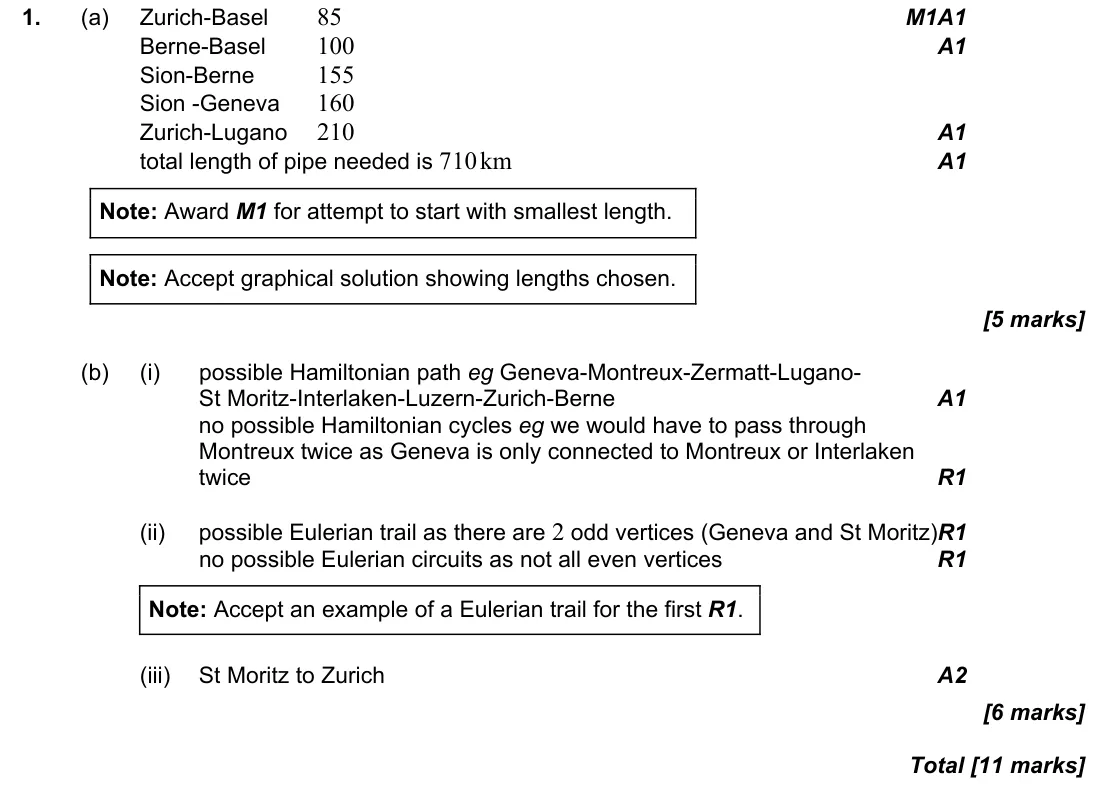 1. (a) Zurich-Basel 85 M1A1
Berne-Basel 100 A1
Sion-Berne 155
Sion -Geneva 160
Zurich-Lugano 210 A1
total length of pipe needed is 710 km A1
Note: Award M1 for attempt to start with smallest length.
Note: Accept graphical solution showing lengths chosen.
[5 marks]
(b) (i) possible Hamiltonian path eg Geneva-Montreux-Zermatt-Lugano-
St Moritz-Interlaken-Luzern-Zurich-Berne A1
no possible Hamiltonian cycles eg we would have to pass through
Montreux twice as Geneva is only connected to Montreux or Interlaken
twice R1
(ii) possible Eulerian trail as there are 2 odd vertices (Geneva and St Moritz)R1
no possible Eulerian circuits as not all even vertices R1
Note: Accept an example of a Eulerian trail for the first R1.
(iii) St Moritz to Zurich A2
[6 marks]
Total [11 marks]